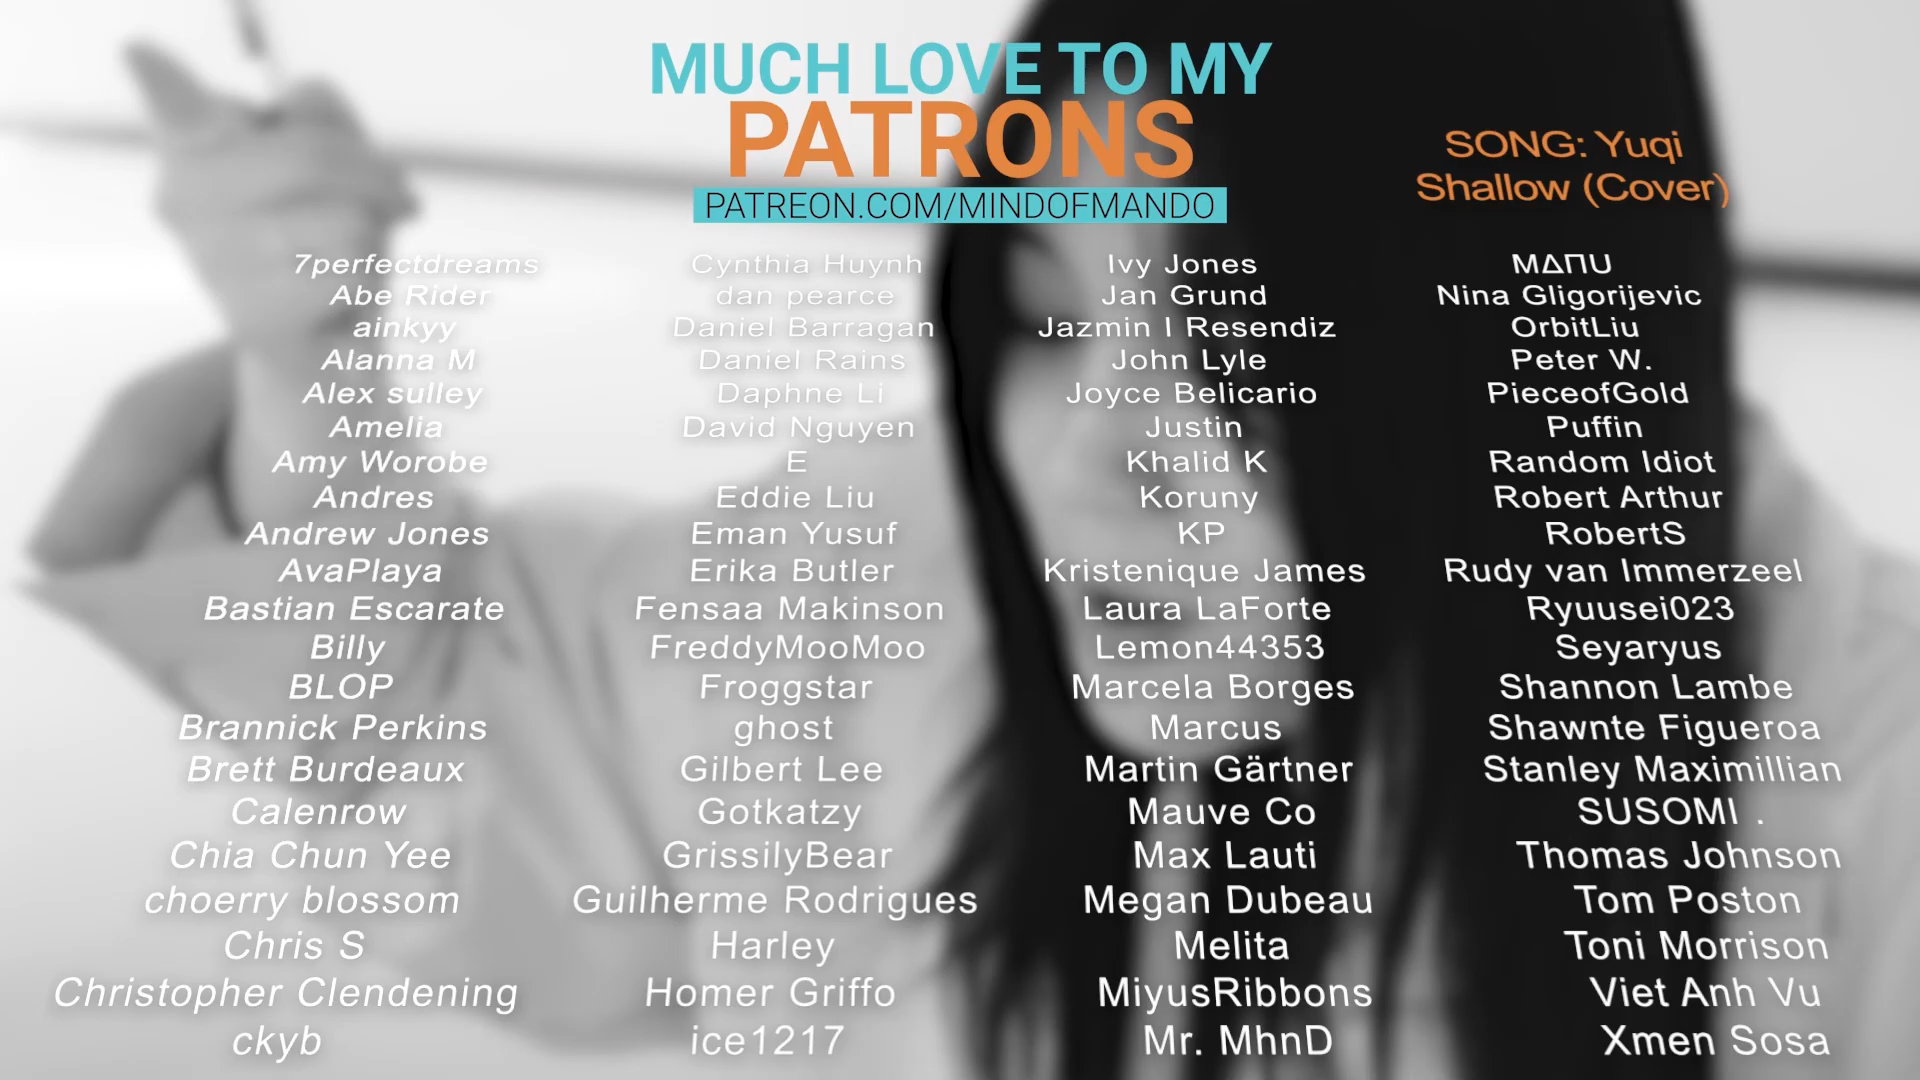 MUCH LOVE TO MY
PATRONS
PATREON.COM/MINDOFMANDO
SONG: Yuqi
Shallow (Cover)
7perfectdreams
Abe Rider
ainkyy
Alanna M
Alex sulley
Amelia
Amy Worobe
Andres
Andrew Jones
AvaPlaya
Bastian Escarate
Billy
BLOP
Brannick Perkins
Brett Burdeaux
Calenrow
Chia Chun Yee
choerry blossom
Chris S
Christopher Clendening
ckyb
Cynthia Huynh
dan pearce
Daniel Barragan
Daniel Rains
Daphne Li
David Nguyen
E
Eddie Liu
Eman Yusuf
Erika Butler
Fensaa Makinson
FreddyMooMoo
Froggstar
ghost
Gilbert Lee
Gotkatzy
GrissilyBear
Guilherme Rodrigues
Harley
Homer Griffo
ice1217
Ivy Jones
Jan Grund
Jazmin I Resendiz
John Lyle
Joyce Belicario
Justin
Khalid K
Koruny
KP
Kristenique James
Laura LaForte
Lemon44353
Marcela Borges
Marcus
Martin Gärtner
Mauve Co
Max Lauti
Megan Dubeau
Melita
MiyusRibbons
Mr. MhnD
MΔΠU
Nina Gligorijevic
OrbitLiu
Peter W.
PieceofGold
Puffin
Random Idiot
Robert Arthur
RobertS
Rudy van Immerzeel
Ryuusei023
Seyaryus
Shannon Lambe
Shawnte Figueroa
Stanley Maximillian
SUSOMI .
Thomas Johnson
Tom Poston
Toni Morrison
Viet Anh Vu
Xmen Sosa